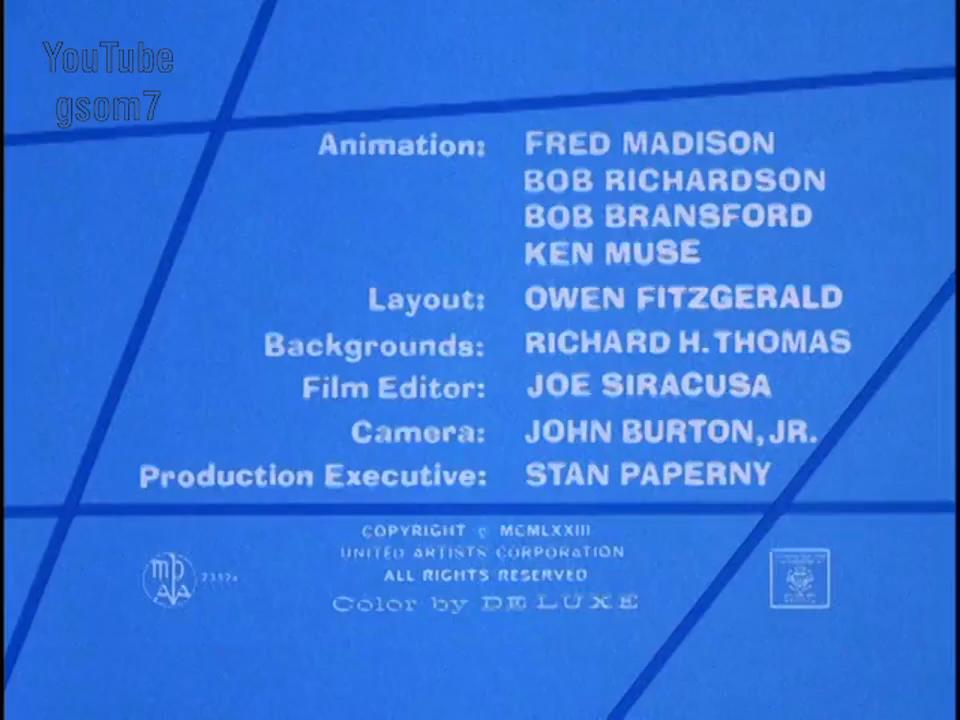 YouTube
gsom7
Animation: FRED MADISON
BOB RICHARDSON
BOB BRANSFORD
KEN MUSE
Layout: OWEN FITZGERALD
Backgrounds: RICHARD H. THOMAS
Film Editor: JOE SIRACUSA
Camera: JOHN BURTON, JR.
Production Executive: STAN PAPERNY
COPYRIGHT © MCMLXXIII
UNITED ARTISTS CORPORATION
ALL RIGHTS RESERVED
Color by DE LUXE
MPAA